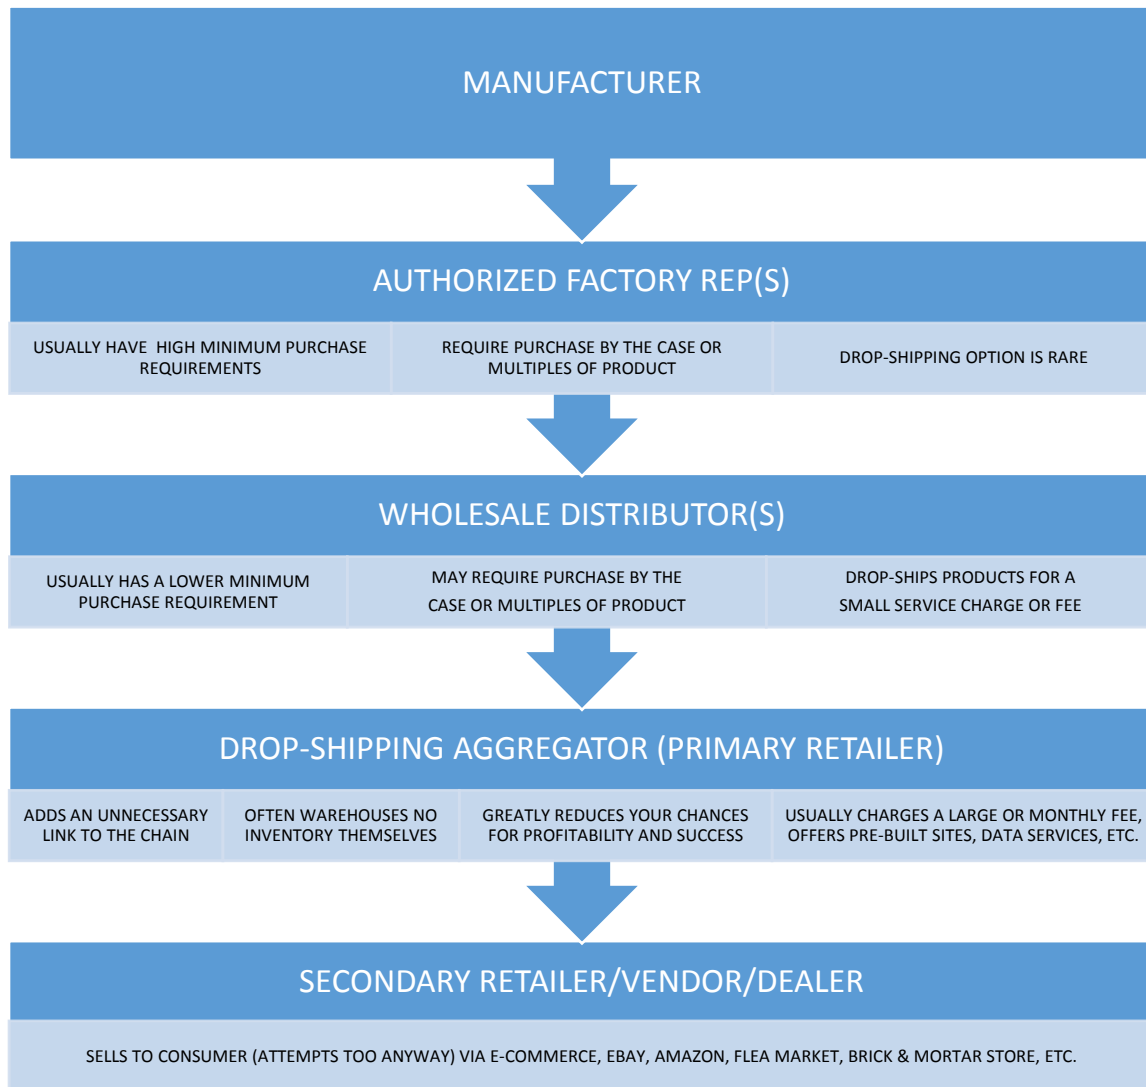 MANUFACTURER
AUTHORIZED FACTORY REP(S)
USUALLY HAVE HIGH MINIMUM PURCHASE
REQUIREMENTS
REQUIRE PURCHASE BY THE CASE OR
MULTIPLES OF PRODUCT
DROP-SHIPPING OPTION IS RARE
WHOLESALE DISTRIBUTOR(S)
USUALLY HAS A LOWER MINIMUM
PURCHASE REQUIREMENT
MAY REQUIRE PURCHASE BY THE
CASE OR MULTIPLES OF PRODUCT
DROP-SHIPS PRODUCTS FOR A
SMALL SERVICE CHARGE OR FEE
DROP-SHIPPING AGGREGATOR (PRIMARY RETAILER)
ADDS AN UNNECESSARY
LINK TO THE CHAIN
OFTEN WAREHOUSES NO
INVENTORY THEMSELVES
GREATLY REDUCES YOUR CHANCES
FOR PROFITABILITY AND SUCCESS
USUALLY CHARGES A LARGE OR MONTHLY FEE,
OFFERS PRE-BUILT SITES, DATA SERVICES, ETC.
SECONDARY RETAILER/VENDOR/DEALER
SELLS TO CONSUMER (ATTEMPTS TOO ANYWAY) VIA E-COMMERCE, EBAY, AMAZON, FLEA MARKET, BRICK & MORTAR STORE, ETC.